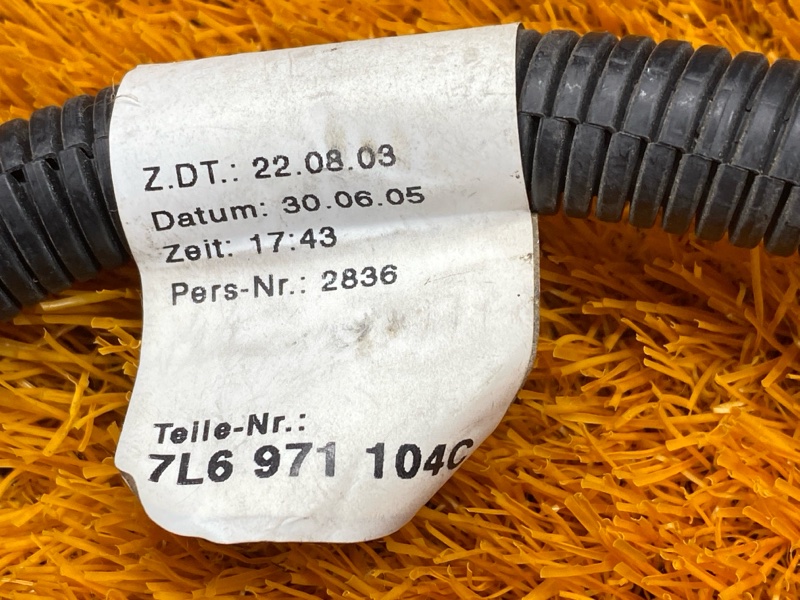 Z.DT.: 22.08.03
Datum: 30.06.05
Zeit: 17:43
Pers-Nr.: 2836
Teile-Nr.:
7L6 971 104C